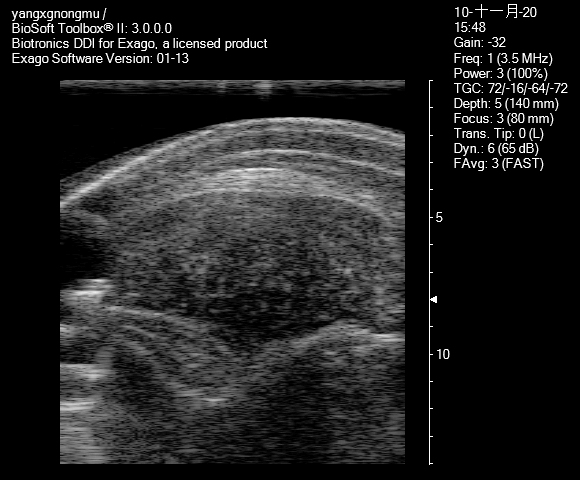 yangxgnongmu /
BioSoft Toolbox® II: 3.0.0.0
Biotronics DDI for Exago, a licensed product
Exago Software Version: 01-13
10-十一月-20
15:48
Gain: -32
Freq: 1 (3.5 MHz)
Power: 3 (100%)
TGC: 72/-16/-64/-72
Depth: 5 (140 mm)
Focus: 3 (80 mm)
Trans. Tip: 0 (L)
Dyn.: 6 (65 dB)
FAvg: 3 (FAST)
5
10